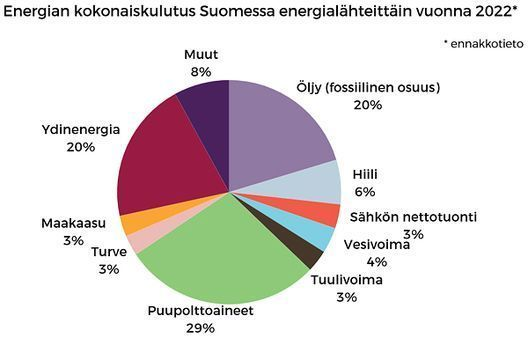 Energian kokonaiskulutus Suomessa energialähteittäin vuonna 2022*
* ennakkotieto
Muut
8%
Öljy (fossiilinen osuus)
20%
Ydinenergia
20%
Hiili
6%
Sähkön nettotuonti
3%
Maakaasu
3%
Vesivoima
4%
Turve
3%
Tuulivoima
3%
Puupolttoaineet
29%